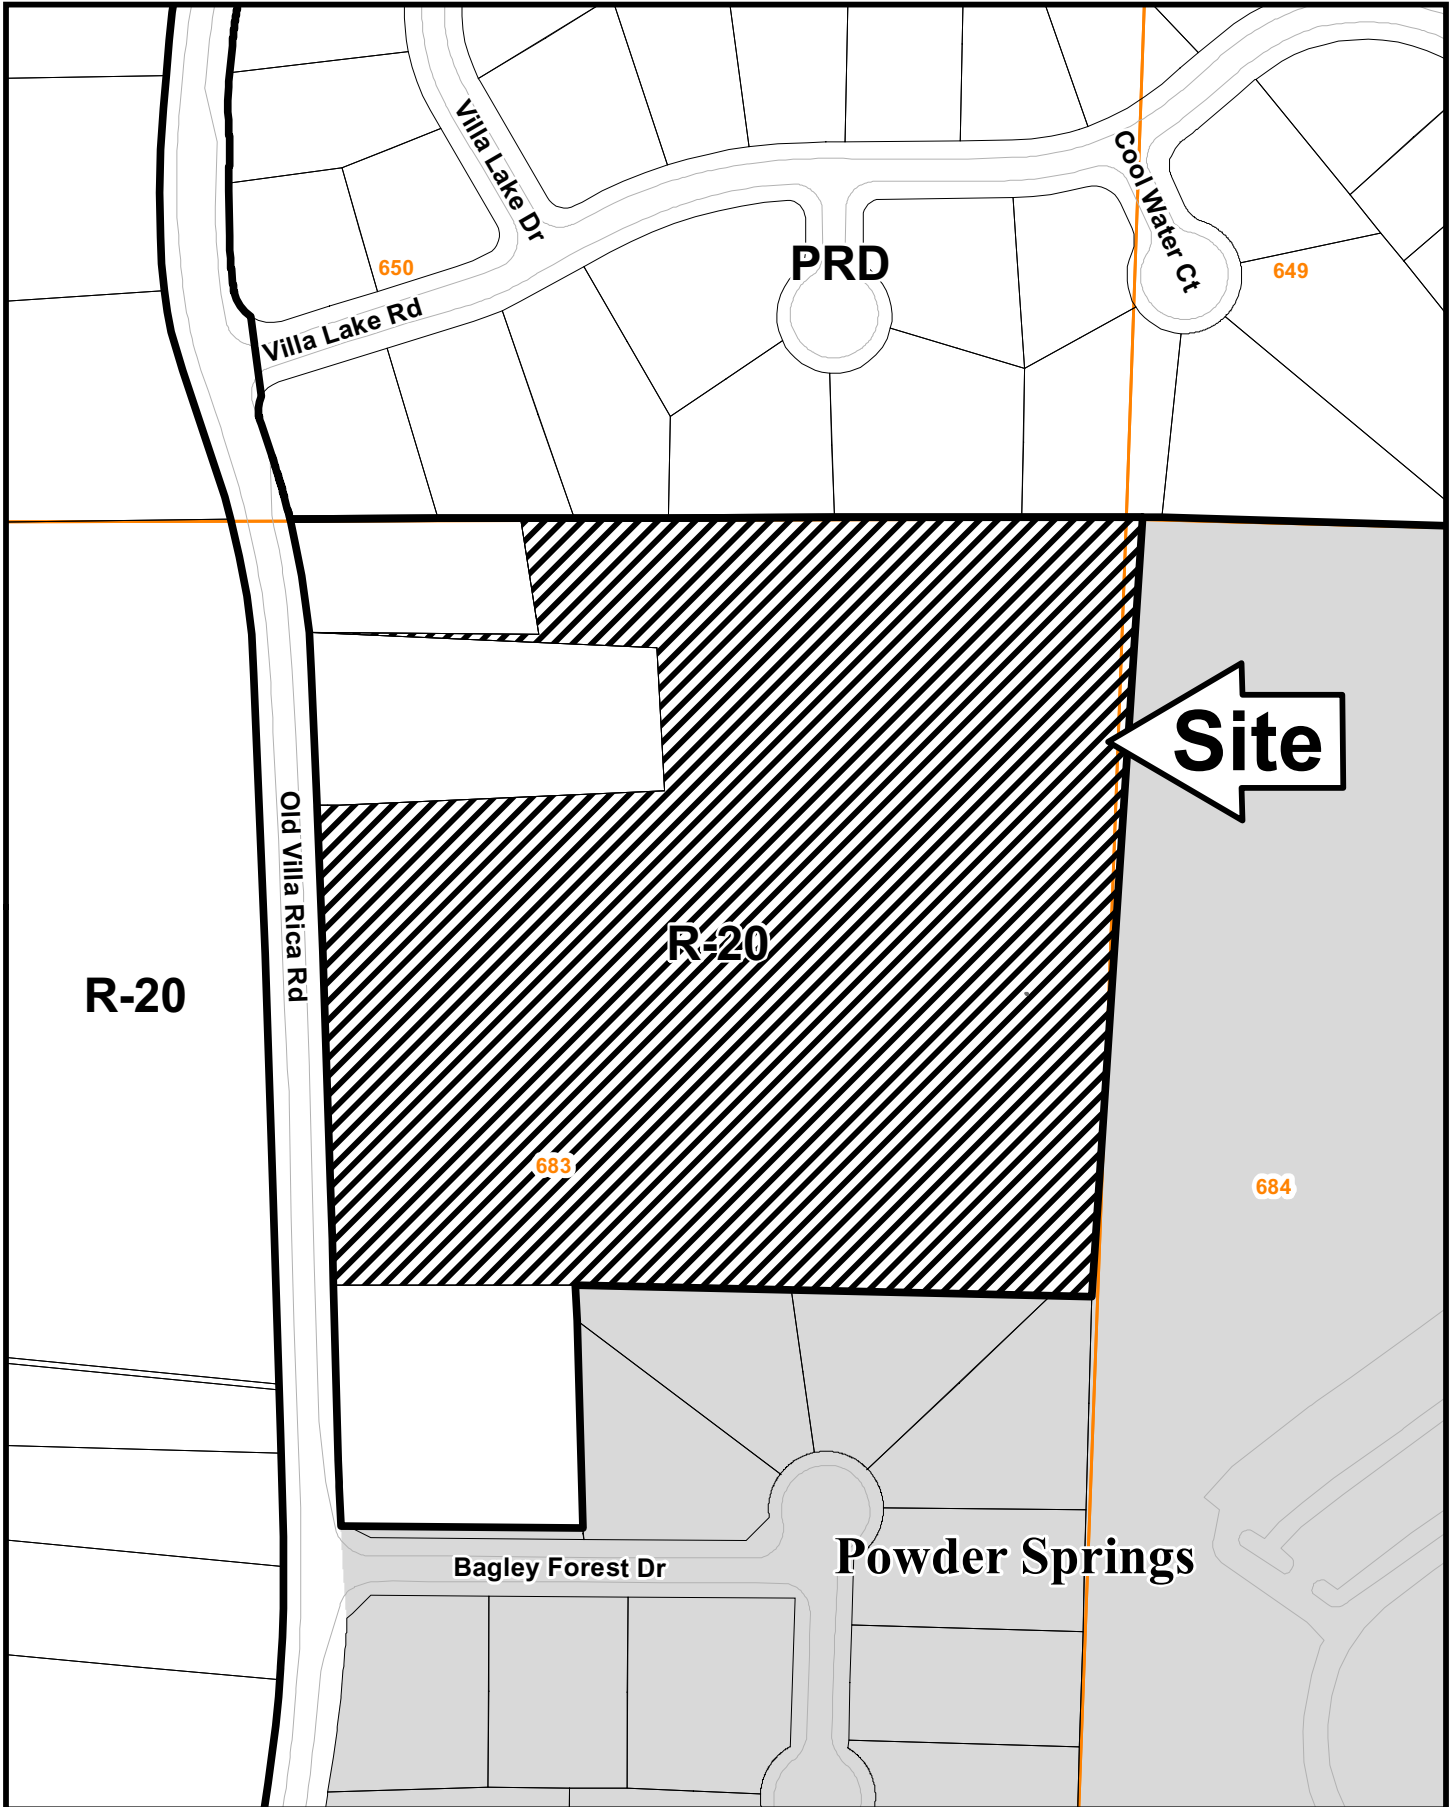 Villa Lake Dr
Cool Water Ct
PRD
650
649
Villa Lake Rd
Site
Old Villa Rica Rd
R-20
R-20
683
684
Powder Springs
Bagley Forest Dr